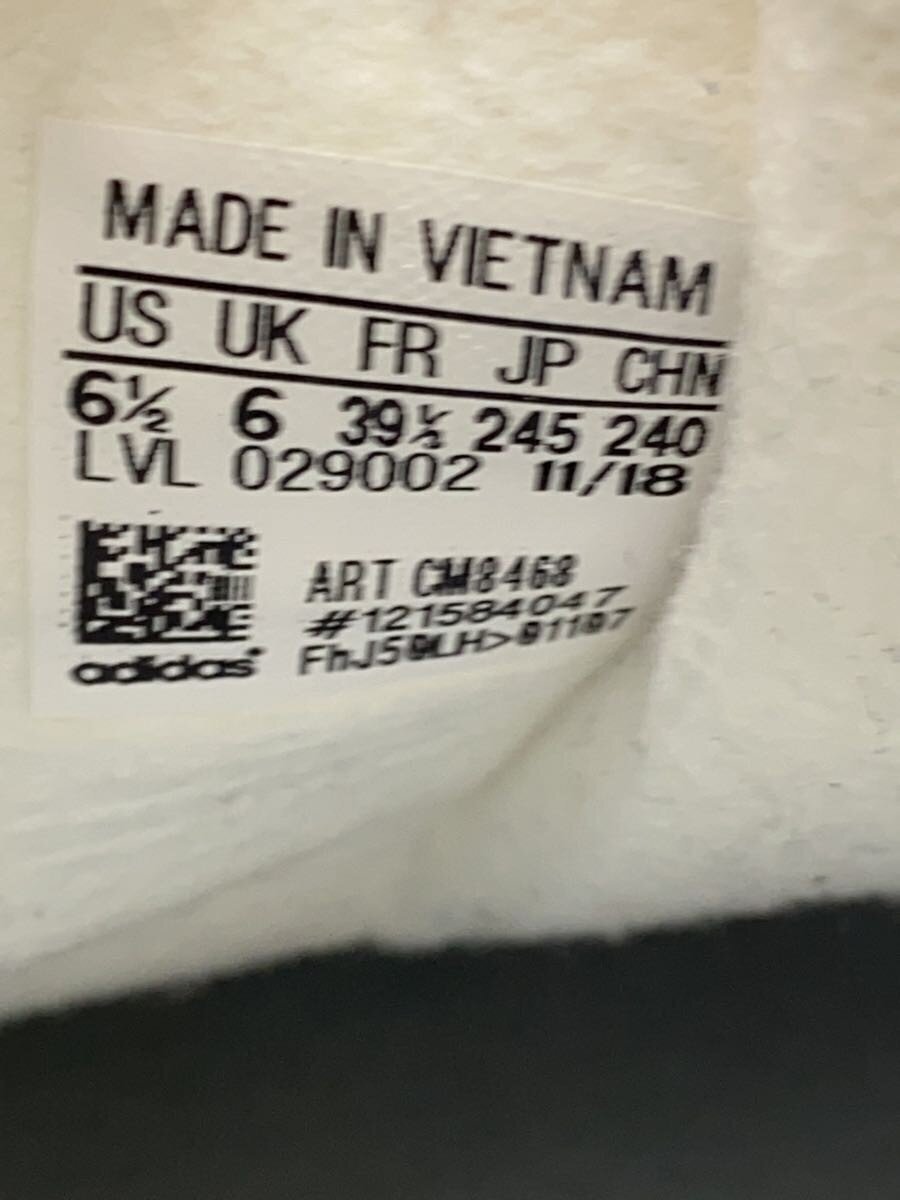 MADE IN VIETNAM
US UK FR JP CHN
6½ 6 39⅓ 245 240
LVL 029002 11/18
ART CM8468
#121584047
adidas